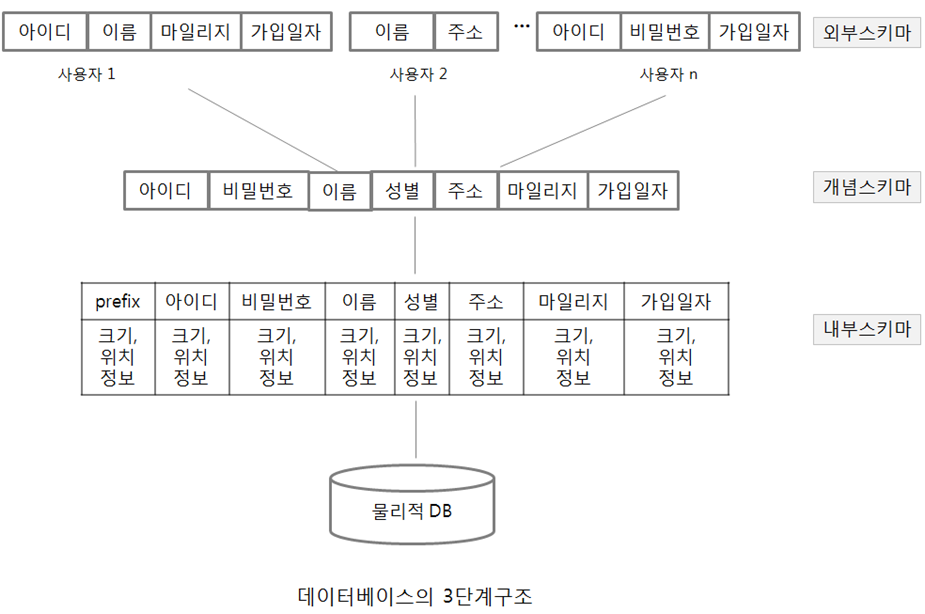 아이디 이름 마일리지 가입일자 이름 주소 ... 아이디 비밀번호 가입일자 외부스키마
사용자 1 사용자 2 사용자 n
아이디 비밀번호 이름 성별 주소 마일리지 가입일자 개념스키마
prefix 아이디 비밀번호 이름 성별 주소 마일리지 가입일자
크기, 크기, 크기, 크기, 크기, 크기, 크기, 크기, 내부스키마
위치 위치 위치 위치 위치 위치 위치 위치
정보 정보 정보 정보 정보 정보 정보 정보
물리적 DB
데이터베이스의 3단계구조